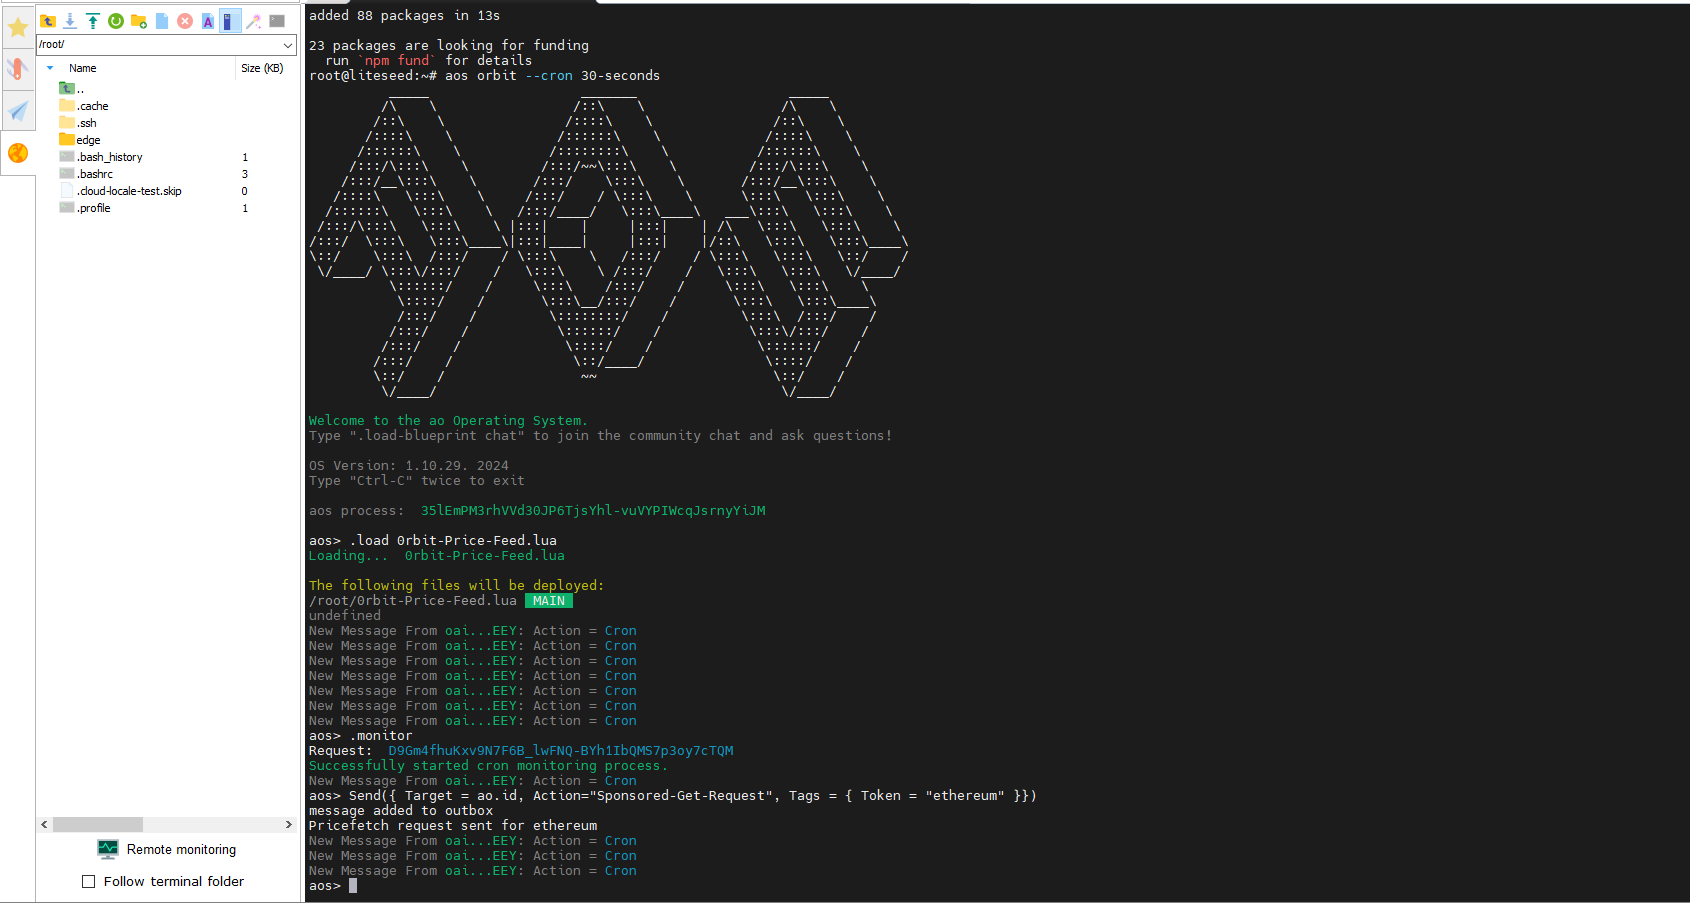 /root/
Name
Size (KB)
..
.cache
.ssh
edge
.bash_history 1
.bashrc 3
.cloud-locale-test.skip 0
.profile 1
Remote monitoring
Follow terminal folder
added 88 packages in 13s
23 packages are looking for funding
run `npm fund` for details
root@liteseed:~# aos orbit --cron 30-seconds
Welcome to the ao Operating System.
Type ".load-blueprint chat" to join the community chat and ask questions!
OS Version: 1.10.29. 2024
Type "Ctrl-C" twice to exit
aos process:  35lEmPM3rhVVd30JP6TjsYhl-vuVYPIWcqJsrnyYiJM
aos> .load 0rbit-Price-Feed.lua
Loading...  0rbit-Price-Feed.lua
The following files will be deployed:
/root/0rbit-Price-Feed.lua  MAIN
undefined
New Message From oai...EEY: Action = Cron
New Message From oai...EEY: Action = Cron
New Message From oai...EEY: Action = Cron
New Message From oai...EEY: Action = Cron
New Message From oai...EEY: Action = Cron
New Message From oai...EEY: Action = Cron
New Message From oai...EEY: Action = Cron
aos> .monitor
Request:  D9Gm4fhuKxv9N7F6B_lwFNQ-BYh1IbQMS7p3oy7cTQM
Successfully started cron monitoring process.
New Message From oai...EEY: Action = Cron
aos> Send({ Target = ao.id, Action="Sponsored-Get-Request", Tags = { Token = "ethereum" }})
message added to outbox
Pricefetch request sent for ethereum
New Message From oai...EEY: Action = Cron
New Message From oai...EEY: Action = Cron
New Message From oai...EEY: Action = Cron
aos>